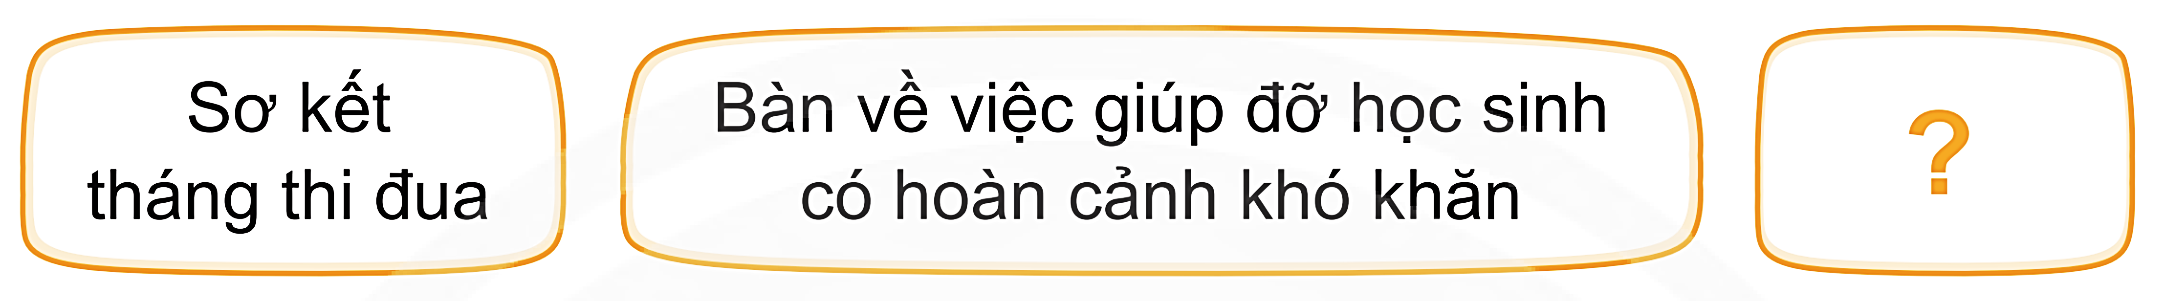 Sơ kết
tháng thi đua
Bàn về việc giúp đỡ học sinh
có hoàn cảnh khó khăn
?